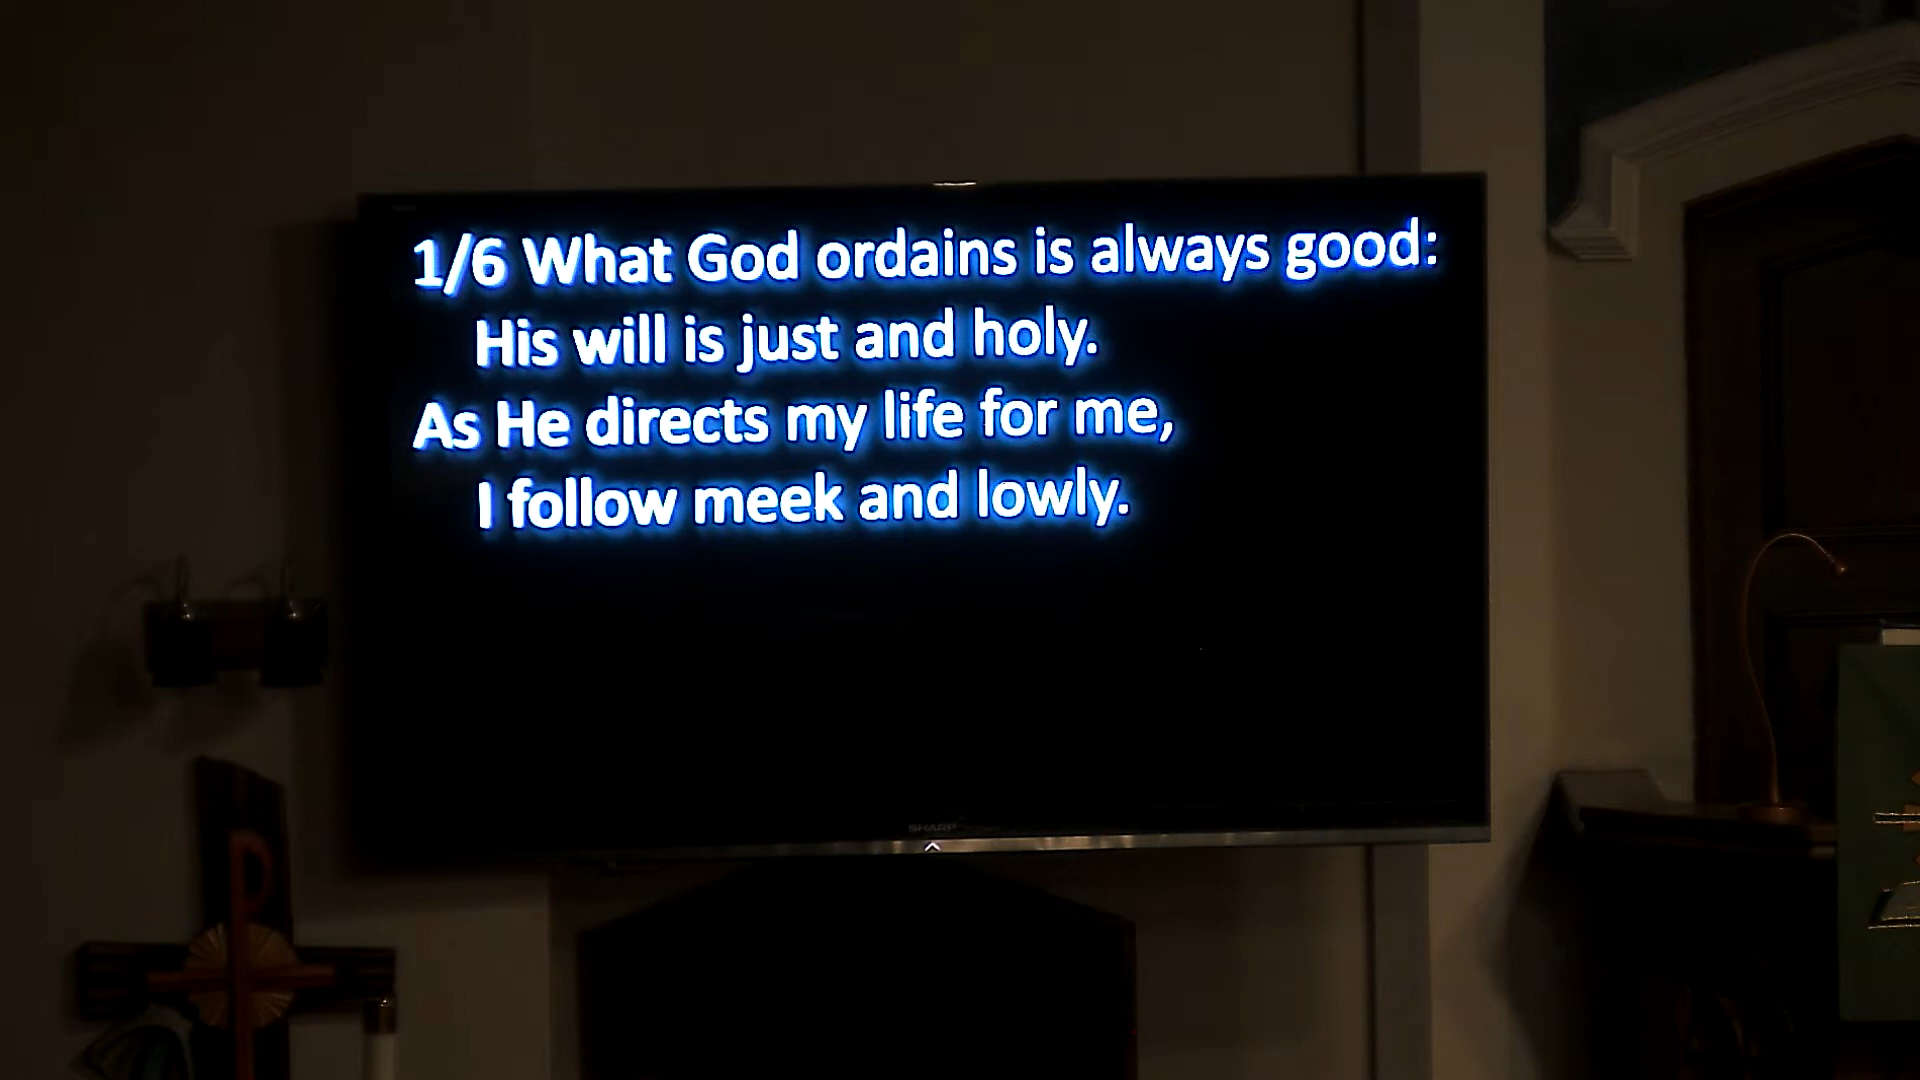 1/6 What God ordains is always good:
His will is just and holy.
As He directs my life for me,
I follow meek and lowly.
SHARP